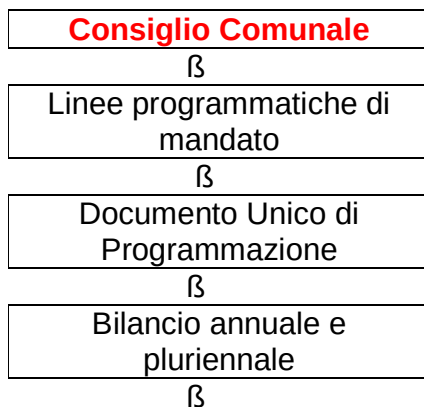 Consiglio Comunale
ß
Linee programmatiche di
mandato
ß
Documento Unico di
Programmazione
ß
Bilancio annuale e
pluriennale
ß